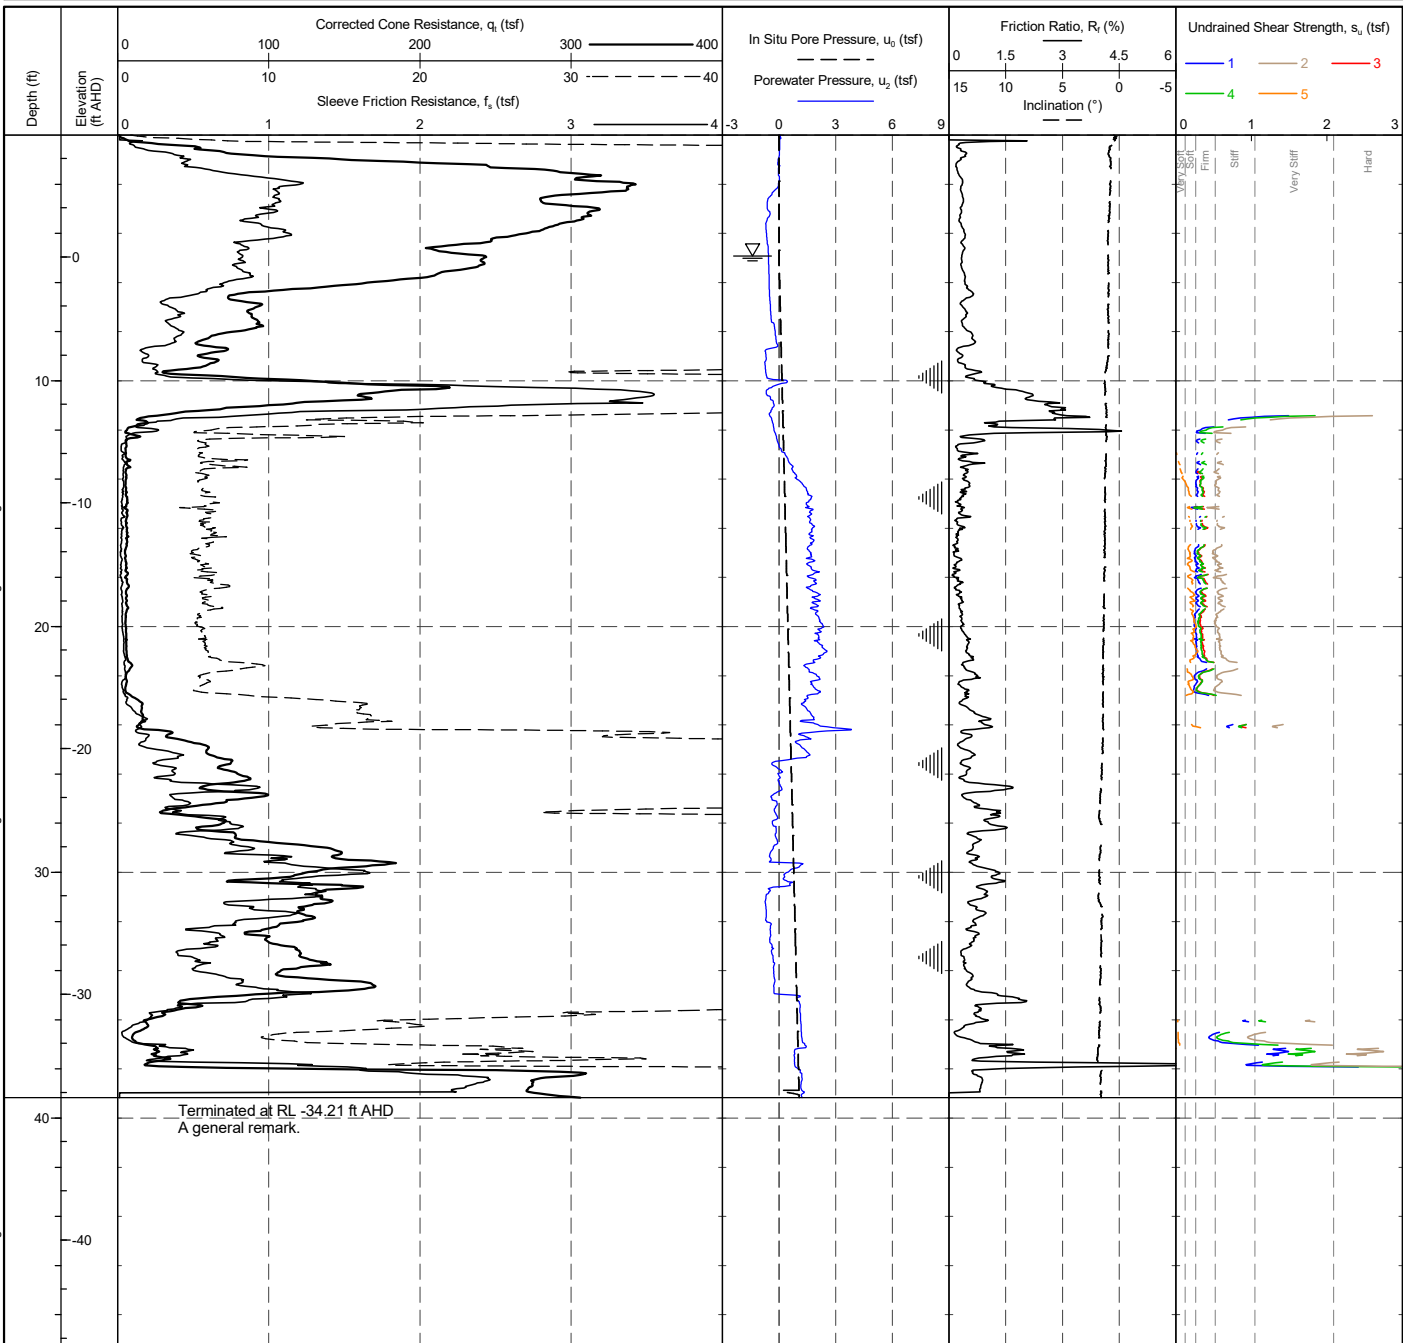 Depth (ft)
Elevation
(ft AHD)
Corrected Cone Resistance, qt (tsf)
0 100 200 300 400
0 10 20 30 40
Sleeve Friction Resistance, fs (tsf)
0 1 2 3 4
In Situ Pore Pressure, u0 (tsf)
Porewater Pressure, u2 (tsf)
-3 0 3 6 9
Friction Ratio, Rf (%)
0 1.5 3 4.5 6
15 10 5 0 -5
Inclination (°)
Undrained Shear Strength, su (tsf)
1 2 3
4 5
0 1 2 3
Very Soft
Soft
Firm
Stiff
Very Stiff
Hard
0
10
-10
20
-20
30
-30
Terminated at RL -34.21 ft AHD
40
A general remark.
-40